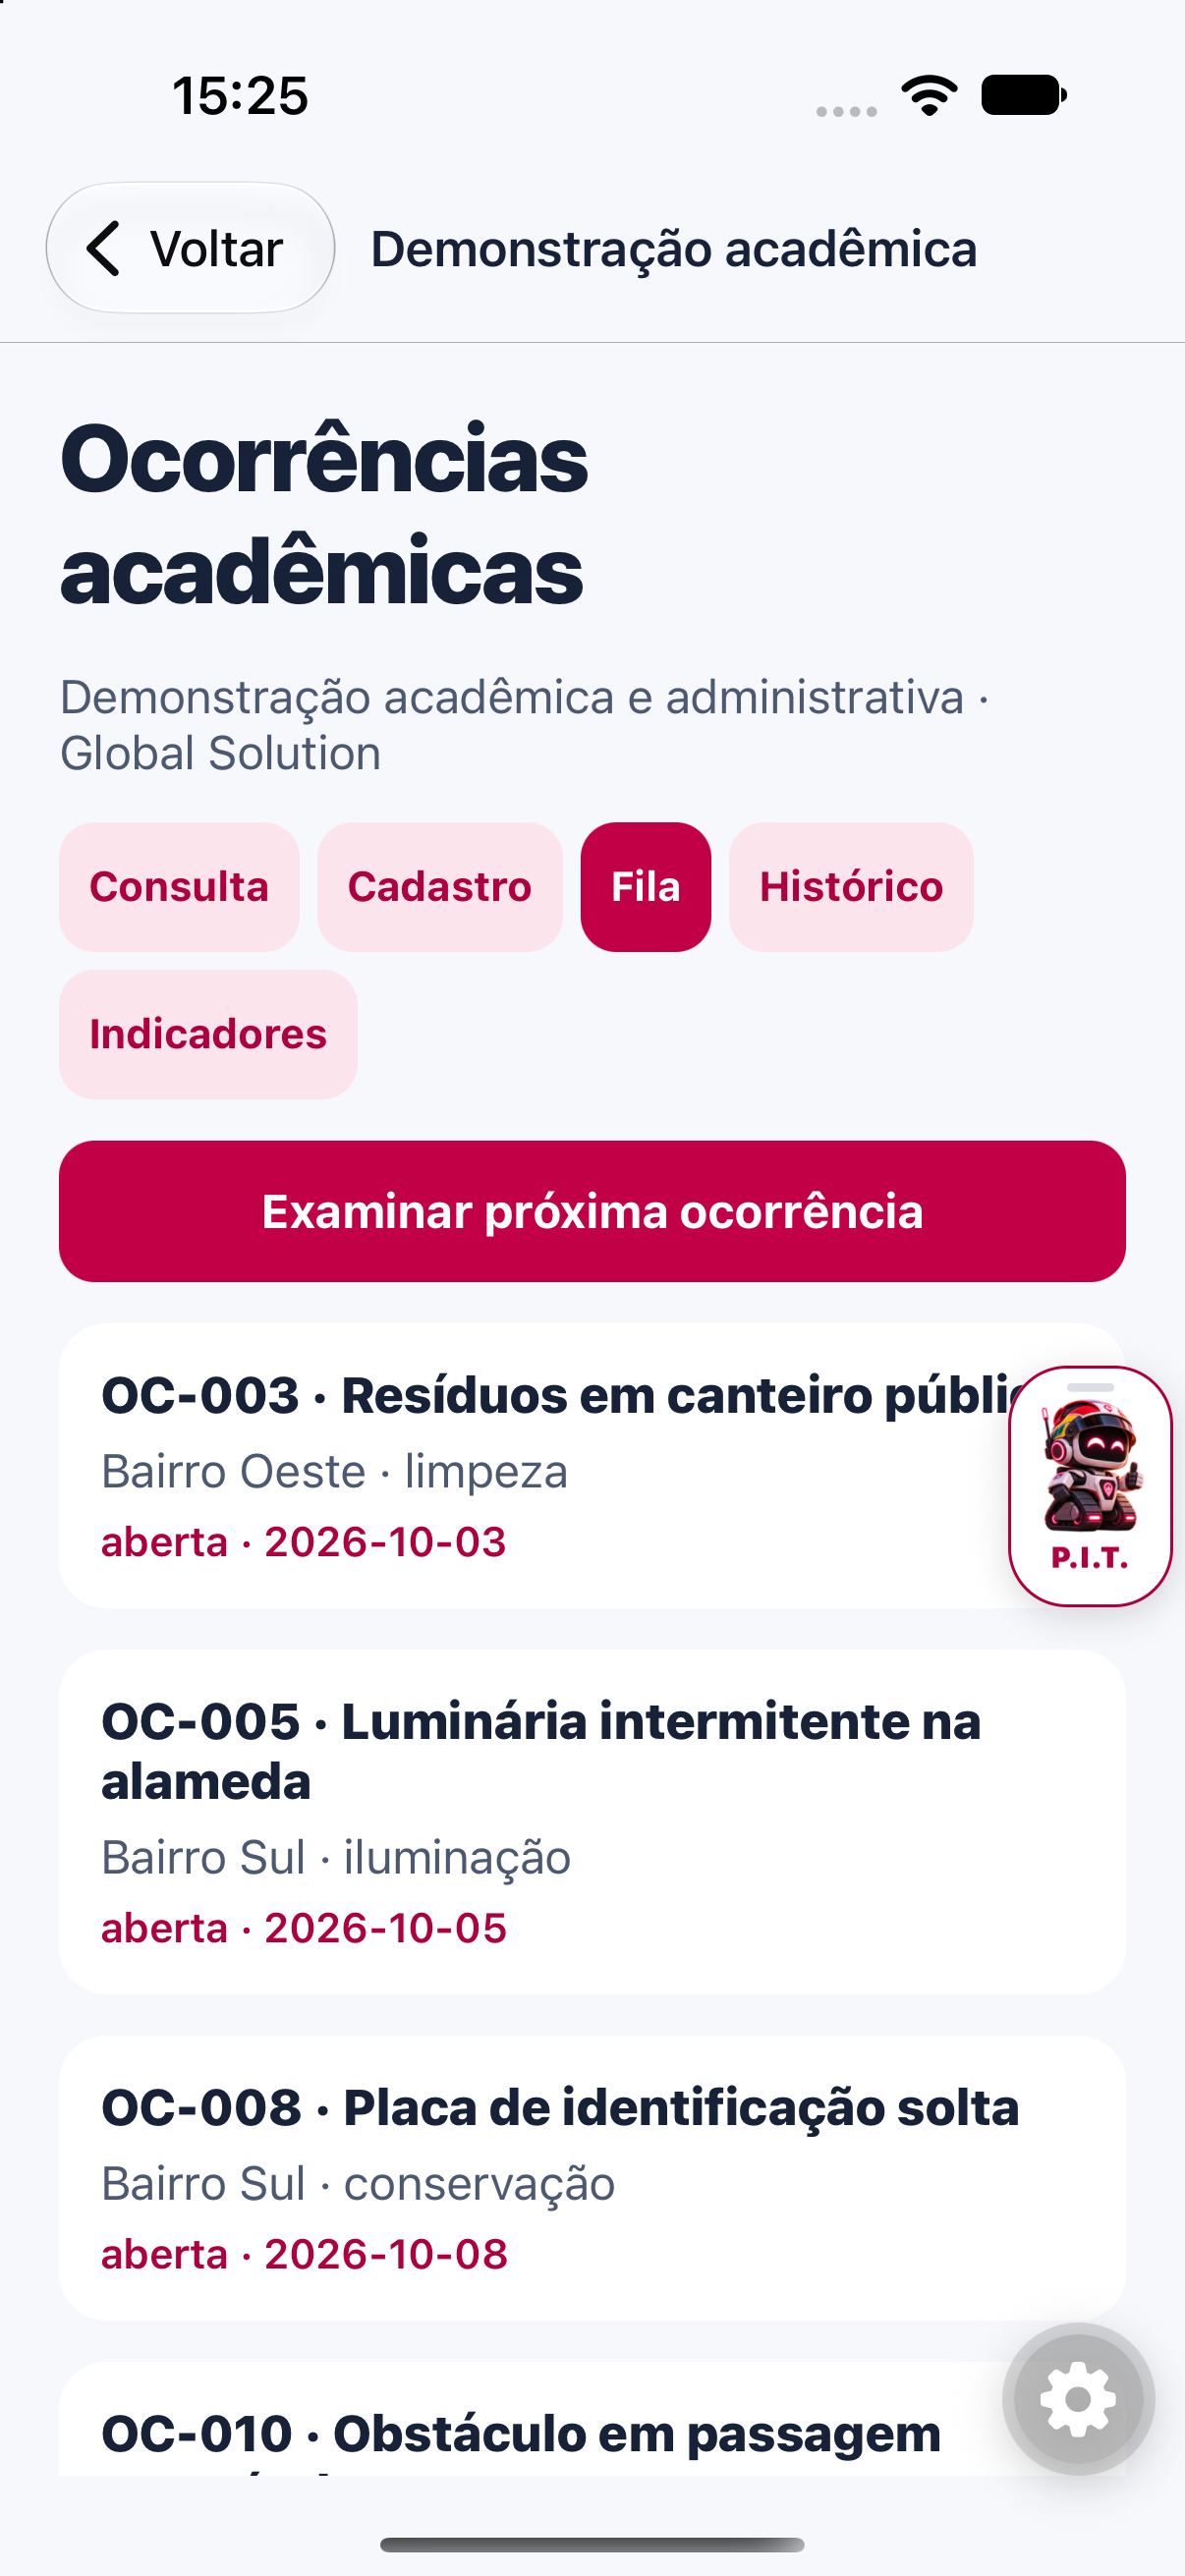 15:25
Voltar
Demonstração acadêmica
Ocorrências
acadêmicas
Demonstração acadêmica e administrativa ·
Global Solution
Consulta
Cadastro
Fila
Histórico
Indicadores
Examinar próxima ocorrência
OC-003 · Resíduos em canteiro
Bairro Oeste · limpeza
aberta · 2026-10-03
P.I.T.
OC-005 · Luminária intermitente na
alameda
Bairro Sul · iluminação
aberta · 2026-10-05
OC-008 · Placa de identificação solta
Bairro Sul · conservação
aberta · 2026-10-08
OC-010 · Obstáculo em passagem